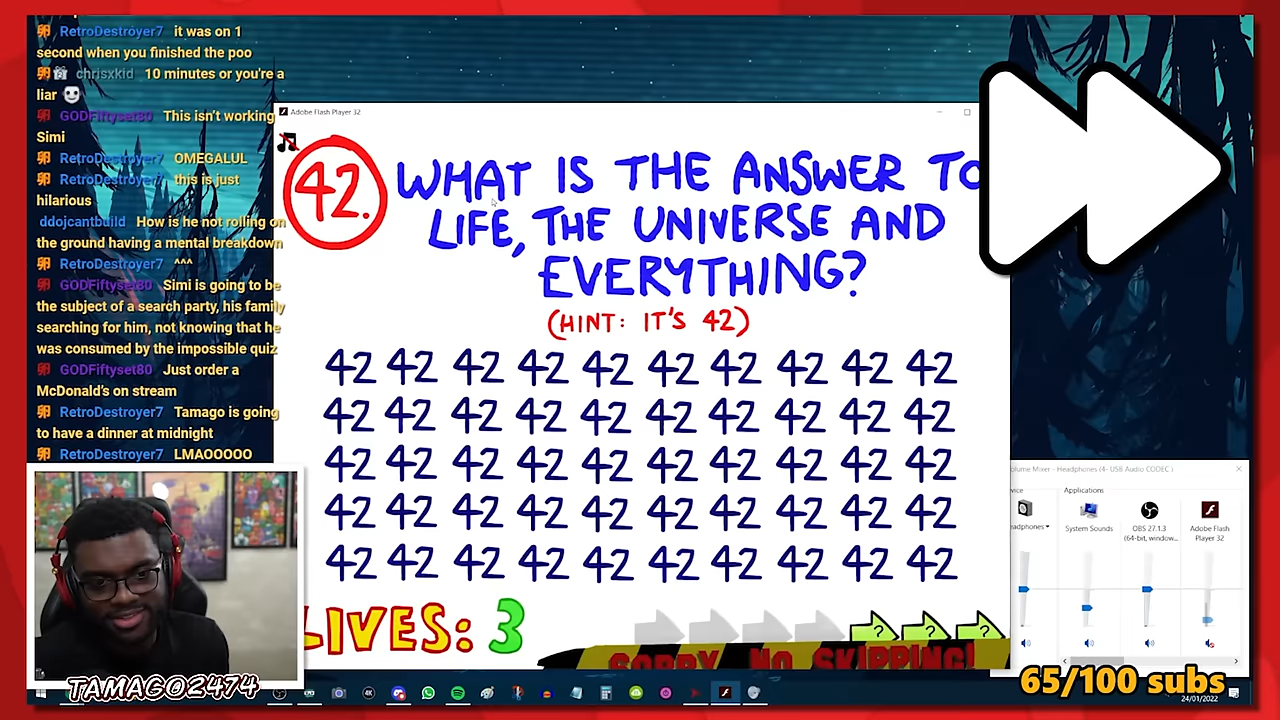 RetroDestroyer7 it was on 1
second when you finished the poo
chrisxkid 10 minutes or you're a
liar
GODFiftyset80 This isn't working
Simi
RetroDestroyer7 OMEGALUL
RetroDestroyer7 this is just
hilarious
ddojcantbuild How is he not rolling on
the ground having a mental breakdown
RetroDestroyer7 ^^^
GODFiftyset80 Simi is going to be
the subject of a search party, his family
searching for him, not knowing that he
was consumed by the impossible quiz
GODFiftyset80 Just order a
McDonald's on stream
RetroDestroyer7 Tamago is going
to have a dinner at midnight
RetroDestroyer7 LMAOOOOO
Adobe Flash Player 32
42. WHAT IS THE ANSWER TO
LIFE, THE UNIVERSE AND
EVERYTHING?
(HINT: IT'S 42)
42 42 42 42 42 42 42 42 42 42
42 42 42 42 42 42 42 42 42 42
42 42 42 42 42 42 42 42 42 42
42 42 42 42 42 42 42 42 42 42
42 42 42 42 42 42 42 42 42 42
LIVES: 3
? ? ?
SORRY, NO SKIPPING!
TAMAGO2474
olume Mixer - Headphones (4- USB Audio CODEC )
vice Applications
eadphones System Sounds OBS 27.1.3 Adobe Flash
(64-bit, window... Player 32
65/100 subs
24/01/2022